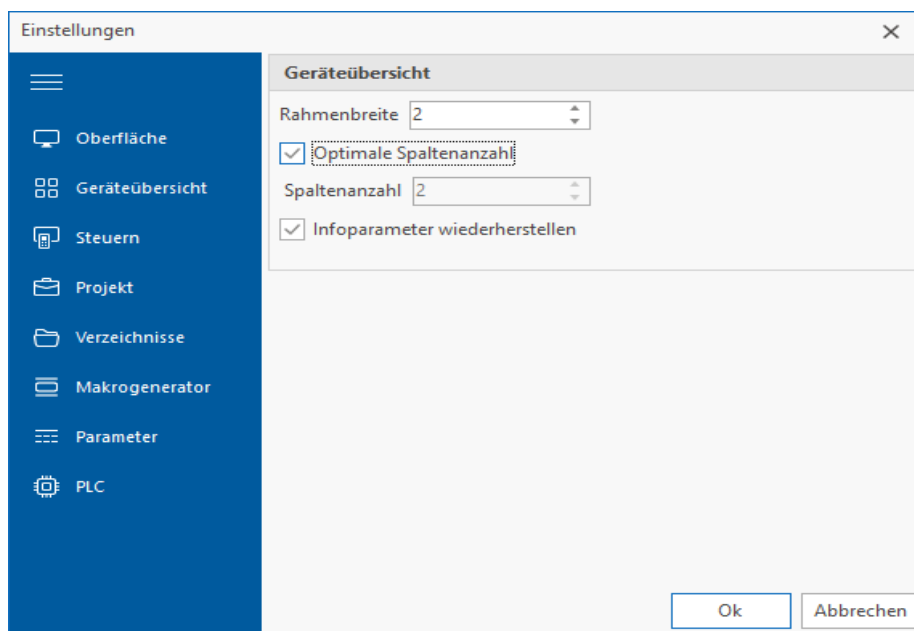 Einstellungen
Oberfläche
Geräteübersicht
Steuern
Projekt
Verzeichnisse
Makrogenerator
Parameter
PLC
Geräteübersicht
Rahmenbreite 2
Optimale Spaltenanzahl
Spaltenanzahl 2
Infoparameter wiederherstellen
Ok Abbrechen